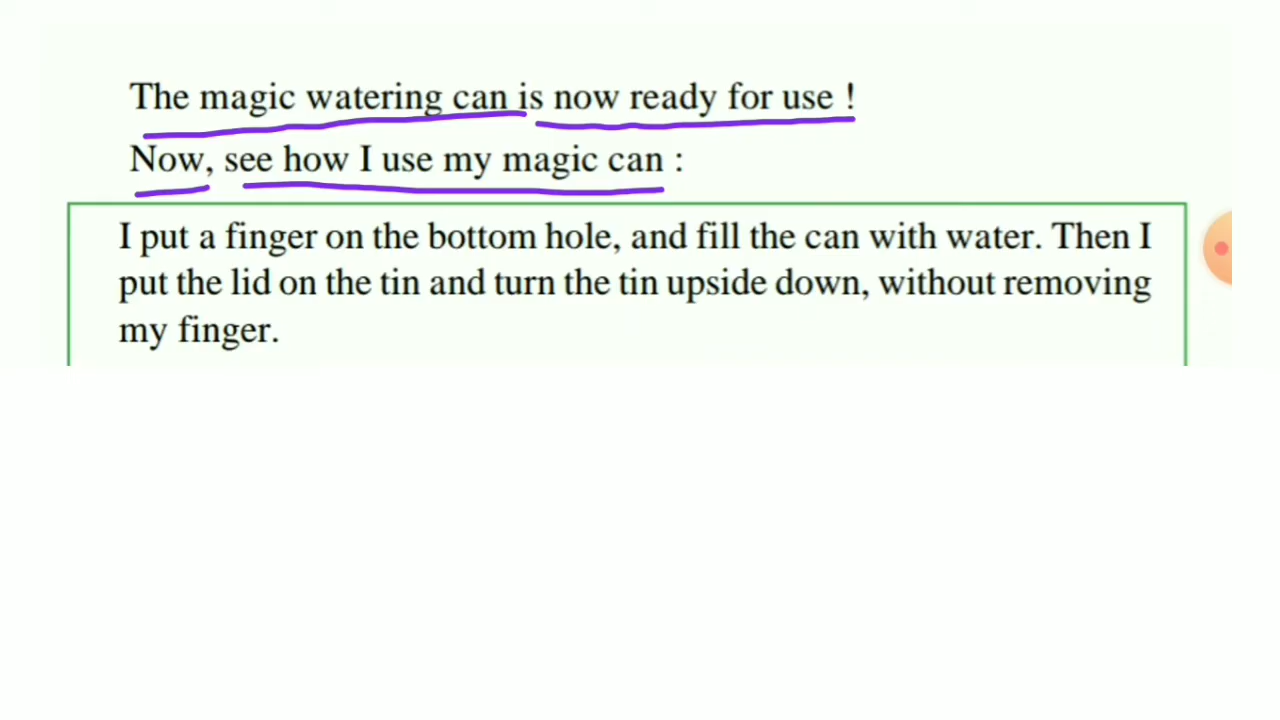 The magic watering can is now ready for use !
Now, see how I use my magic can :
I put a finger on the bottom hole, and fill the can with water. Then I
put the lid on the tin and turn the tin upside down, without removing
my finger.